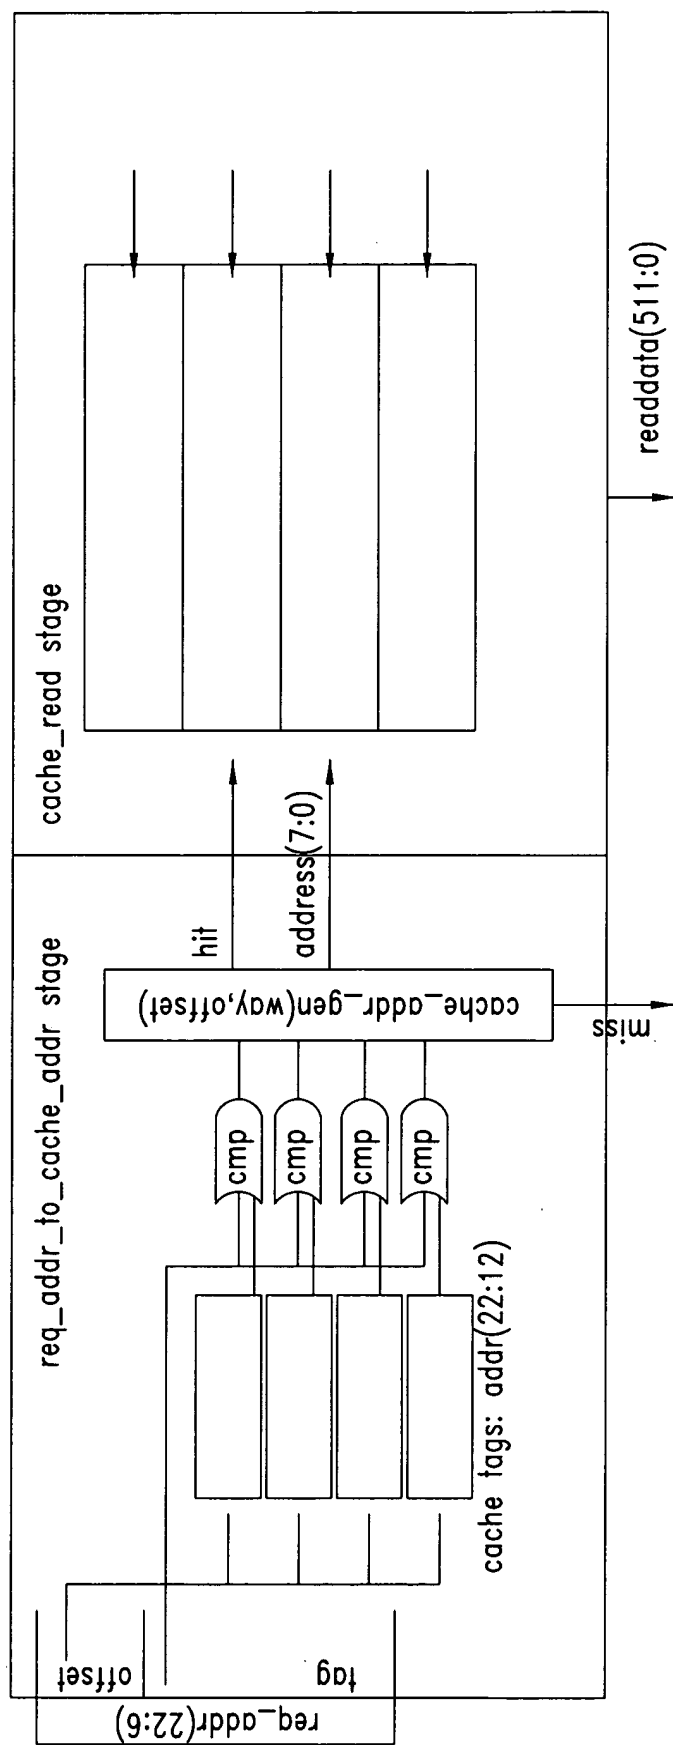 req_addr_to_cache_addr stage
cache_read stage
req_addr(22:6)
offset
tag
cmp
cmp
cmp
cmp
cache tags: addr(22:12)
cache_addr_gen(way,offset)
hit
address(7:0)
miss
readdata(511:0)